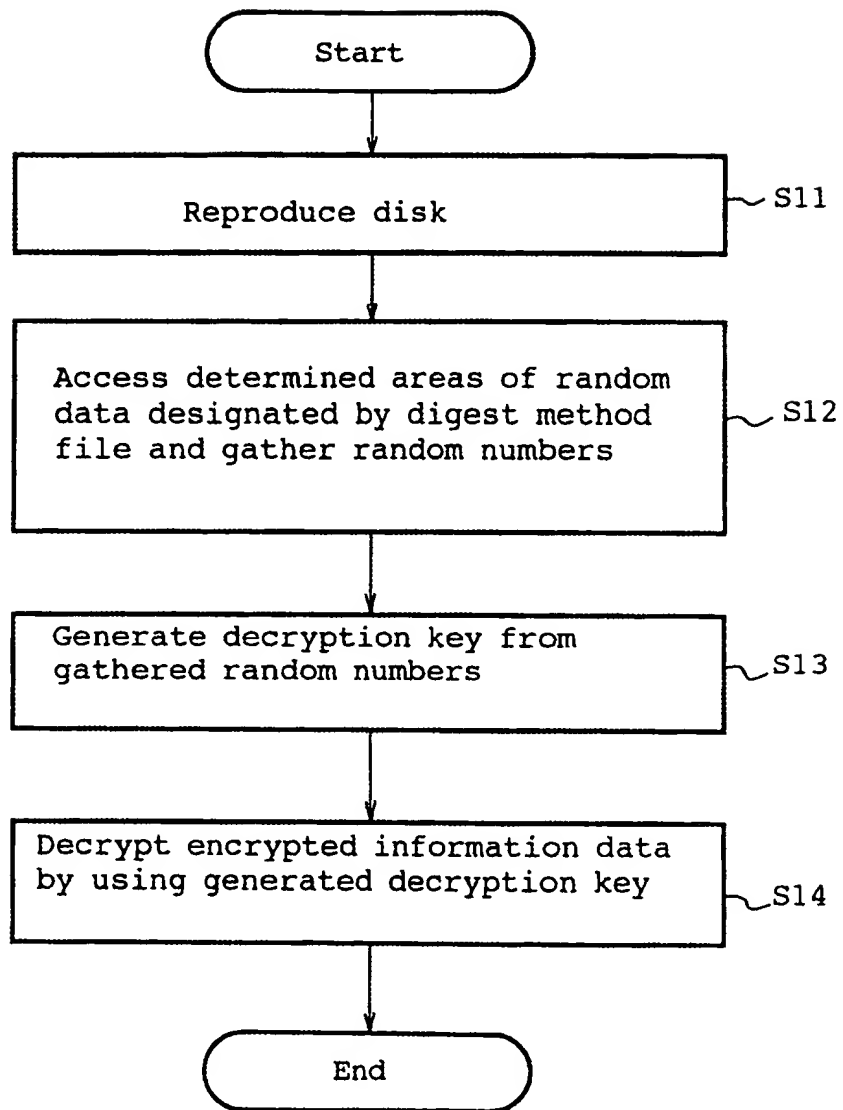 Start
Reproduce disk
S11
Access determined areas of random
data designated by digest method
file and gather random numbers
S12
Generate decryption key from
gathered random numbers
S13
Decrypt encrypted information data
by using generated decryption key
S14
End